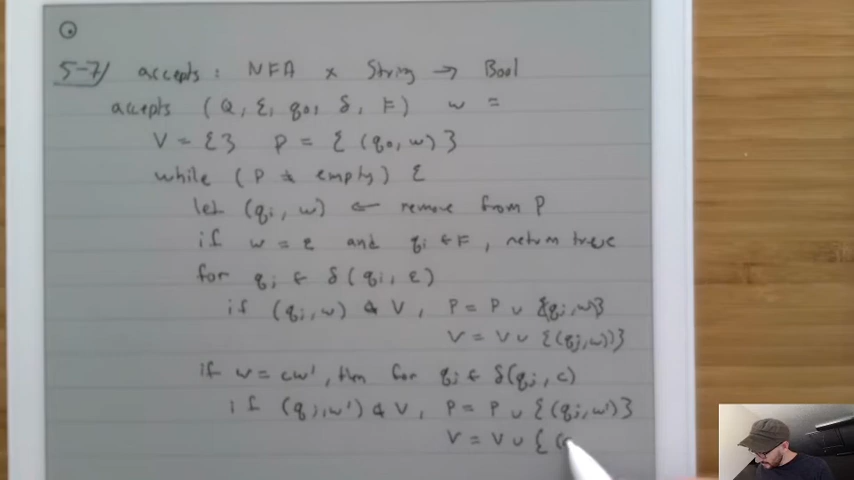 5-7/ accepts : NFA × String → Bool
accepts (Q, Σ, q₀, δ, F) w =
V = {} P = { (q₀, w) }
while (P ≠ empty) {
let (qi, w) ← remove from P
if w = ε and qi ∈ F, return true
for qj ∈ δ(qi, ε)
if (qj, w) ∉ V, P = P ∪ {(qj, w)}
V = V ∪ {(qj, w)}
if w = cw', then for qj ∈ δ(qi, c)
if (qj, w') ∉ V, P = P ∪ {(qj, w')}
V = V ∪ { (